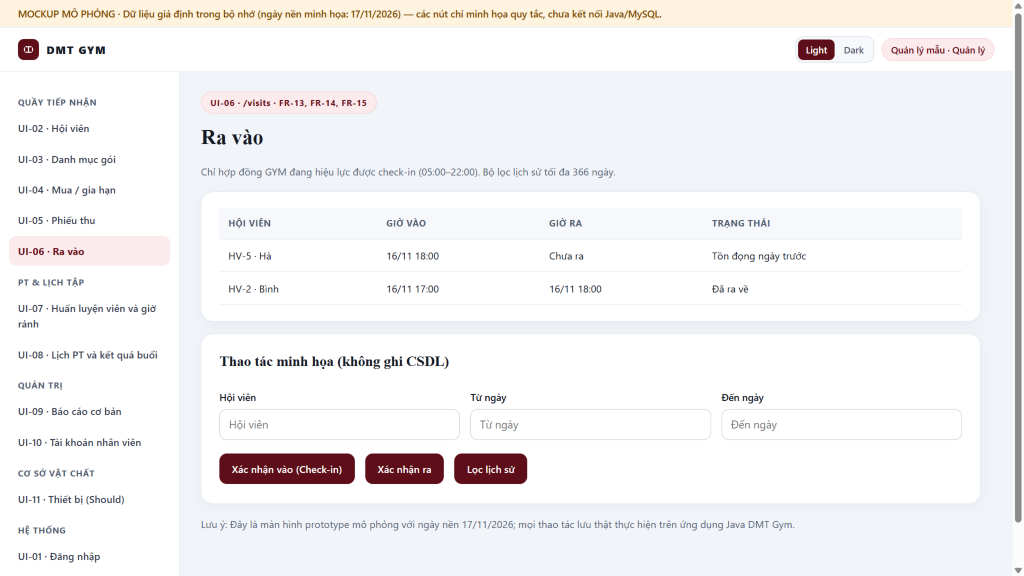 MOCKUP MÔ PHỎNG · Dữ liệu giả định trong bộ nhớ (ngày nền minh họa: 17/11/2026) — các nút chỉ minh họa quy tắc, chưa kết nối Java/MySQL.
DMT GYM
Light
Dark
Quản lý mẫu · Quản lý
QUẦY TIẾP NHẬN
UI-02 · Hội viên
UI-03 · Danh mục gói
UI-04 · Mua / gia hạn
UI-05 · Phiếu thu
UI-06 · Ra vào
PT & LỊCH TẬP
UI-07 · Huấn luyện viên và giờ
rảnh
UI-08 · Lịch PT và kết quả buổi
QUẢN TRỊ
UI-09 · Báo cáo cơ bản
UI-10 · Tài khoản nhân viên
CƠ SỞ VẬT CHẤT
UI-11 · Thiết bị (Should)
HỆ THỐNG
UI-01 · Đăng nhập
UI-06 · /visits · FR-13, FR-14, FR-15
Ra vào
Chỉ hợp đồng GYM đang hiệu lực được check-in (05:00–22:00). Bộ lọc lịch sử tối đa 366 ngày.
HỘI VIÊN GIỜ VÀO GIỜ RA TRẠNG THÁI
HV-5 · Hà 16/11 18:00 Chưa ra Tồn đọng ngày trước
HV-2 · Bình 16/11 17:00 16/11 18:00 Đã ra về
Thao tác minh họa (không ghi CSDL)
Hội viên Từ ngày Đến ngày
Hội viên Từ ngày Đến ngày
Xác nhận vào (Check-in) Xác nhận ra Lọc lịch sử
Lưu ý: Đây là màn hình prototype mô phỏng với ngày nền 17/11/2026; mọi thao tác lưu thật thực hiện trên ứng dụng Java DMT Gym.